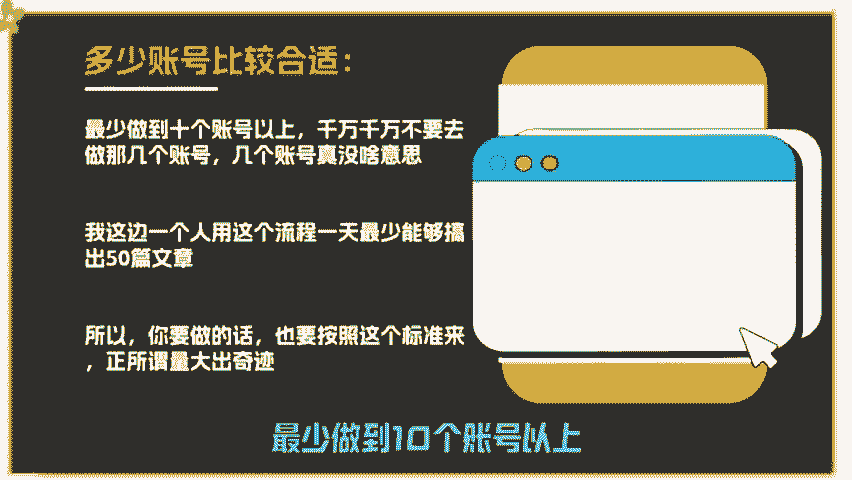 多少账号比较合适：
最少做到十个账号以上，千万千万不要去
做那几个账号，几个账号真没啥意思
我这边一个人用这个流程一天最少能够搞
出50篇文章
所以，你要做的话，也要按照这个标准来
，正所谓量大出奇迹
最少做到10个账号以上